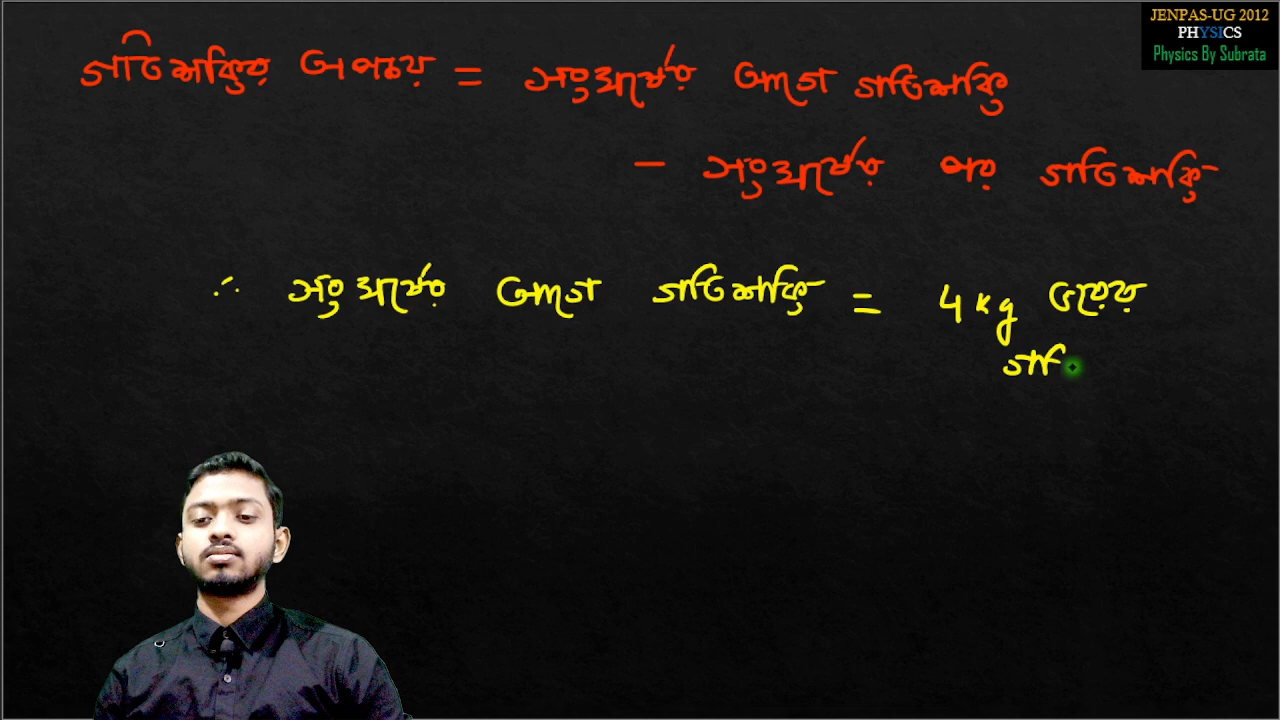 JENPAS-UG 2012
PHYSICS
Physics By Subrata
গতিশক্তির অপচয় = সংঘর্ষের আগে গতিশক্তি
- সংঘর্ষের পর গতিশক্তি
∴ সংঘর্ষের আগে গতিশক্তি = 4 kg ভরের
গতি